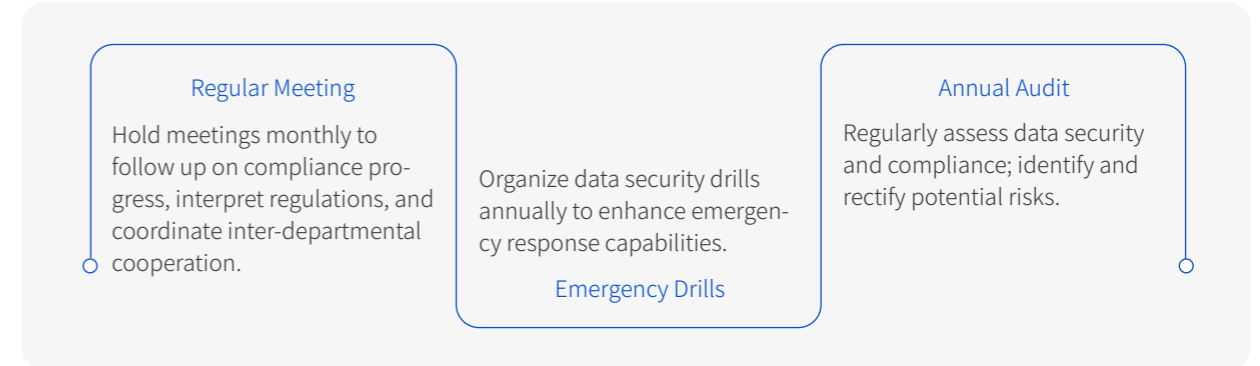 Regular Meeting
Hold meetings monthly to
follow up on compliance pro-
gress, interpret regulations, and
coordinate inter-departmental
cooperation.
Organize data security drills
annually to enhance emergen-
cy response capabilities.
Emergency Drills
Annual Audit
Regularly assess data security
and compliance; identify and
rectify potential risks.